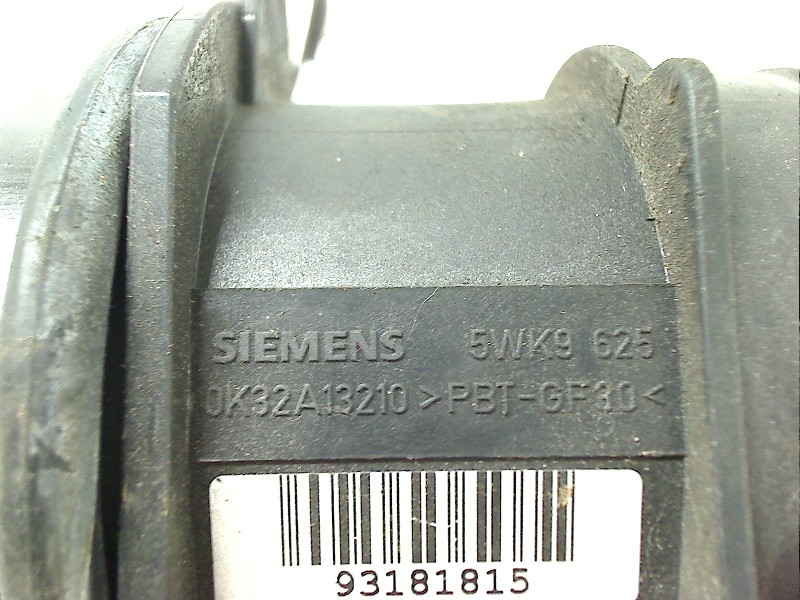 SIEMENS 5WK9 625
0K32A13210 >PBT-GF30<
93181815